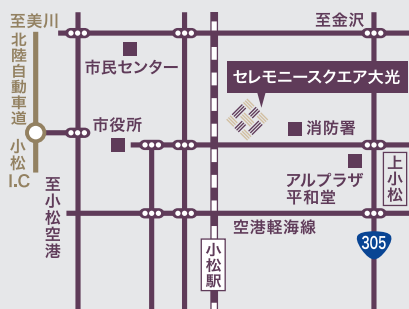 至美川
至金沢
北陸自動車道
市民センター
セレモニースクエア大光
市役所
消防署
小松
I.C
アルプラザ
平和堂
上小松
至小松空港
空港軽海線
小松駅
305